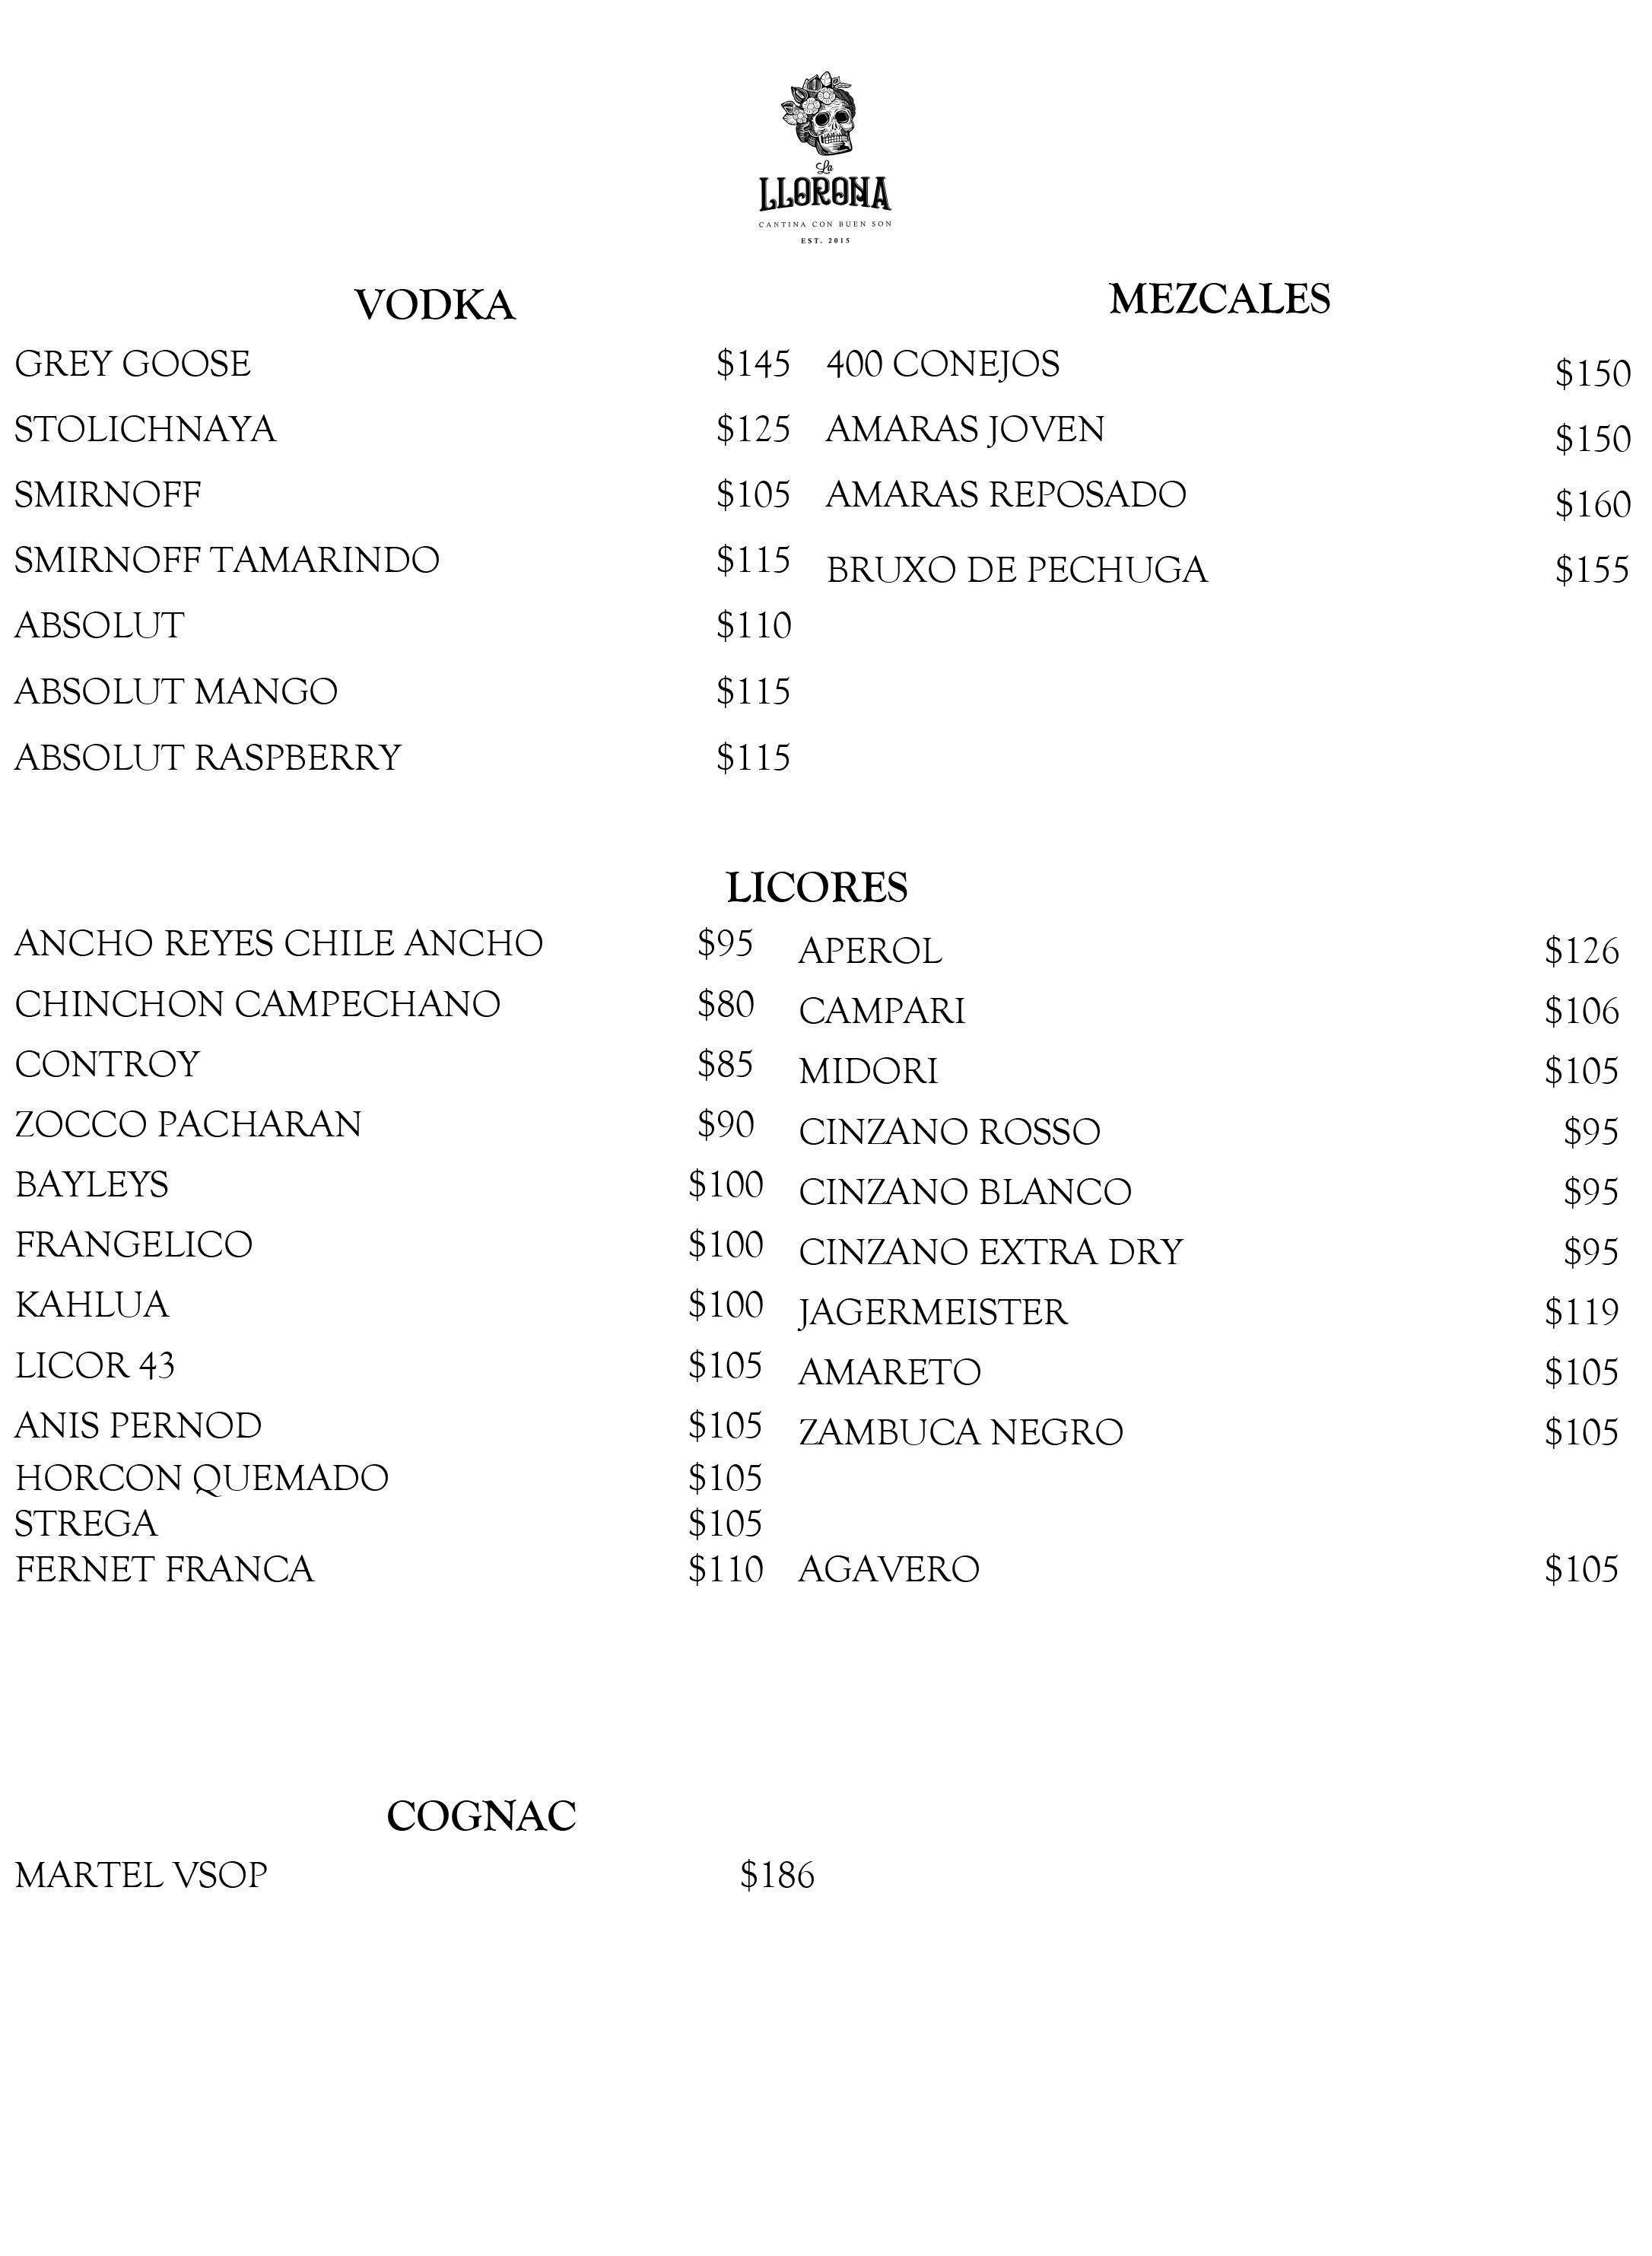 La
LLORONA
CANTINA CON BUEN SON
EST. 2015
VODKA
GREY GOOSE $145
STOLICHNAYA $125
SMIRNOFF $105
SMIRNOFF TAMARINDO $115
ABSOLUT $110
ABSOLUT MANGO $115
ABSOLUT RASPBERRY $115
MEZCALES
400 CONEJOS $150
AMARAS JOVEN $150
AMARAS REPOSADO $160
BRUXO DE PECHUGA $155
LICORES
ANCHO REYES CHILE ANCHO $95
CHINCHON CAMPECHANO $80
CONTROY $85
ZOCCO PACHARAN $90
BAYLEYS $100
FRANGELICO $100
KAHLUA $100
LICOR 43 $105
ANIS PERNOD $105
HORCON QUEMADO $105
STREGA $105
FERNET FRANCA $110
APEROL $126
CAMPARI $106
MIDORI $105
CINZANO ROSSO $95
CINZANO BLANCO $95
CINZANO EXTRA DRY $95
JAGERMEISTER $119
AMARETO $105
ZAMBUCA NEGRO $105
AGAVERO $105
COGNAC
MARTEL VSOP $186